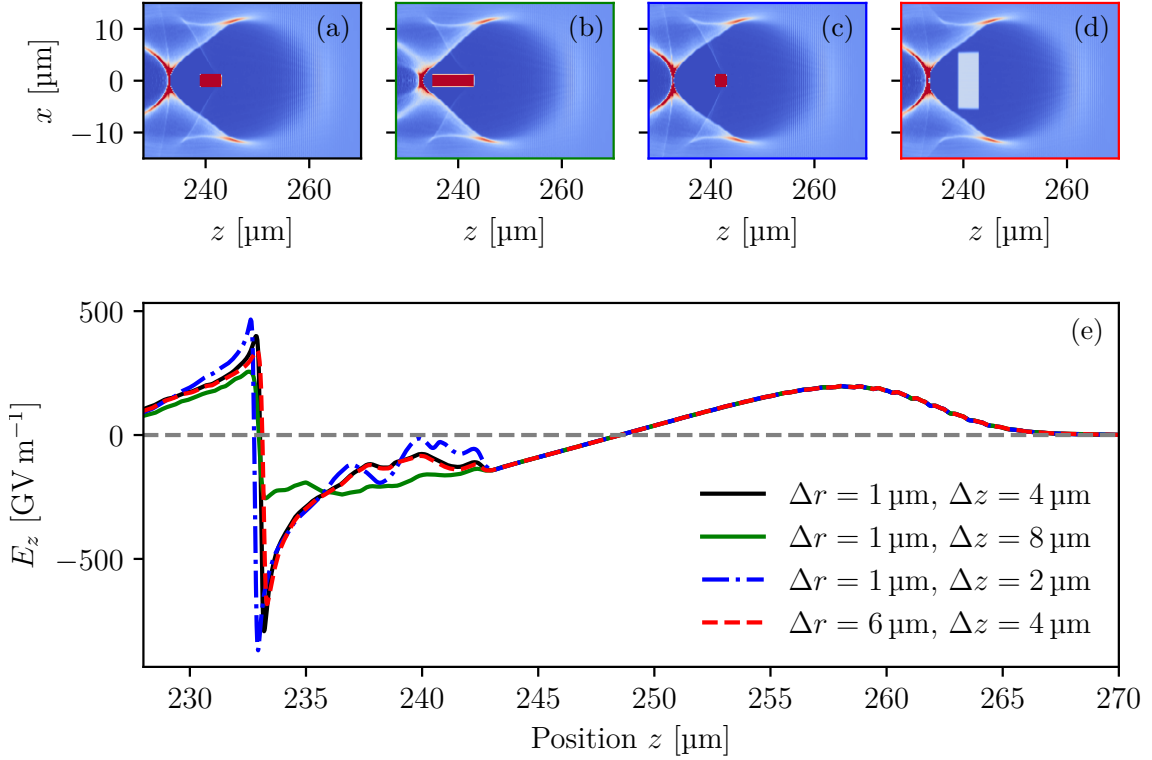 (a) (b) (c) (d)
10
0
−10
x [µm]
240 260 240 260 240 260 240 260
z [µm] z [µm] z [µm] z [µm]
(e)
500
0
−500
E_z [GV m⁻¹]
Δr = 1 µm, Δz = 4 µm
Δr = 1 µm, Δz = 8 µm
Δr = 1 µm, Δz = 2 µm
Δr = 6 µm, Δz = 4 µm
230 235 240 245 250 255 260 265 270
Position z [µm]